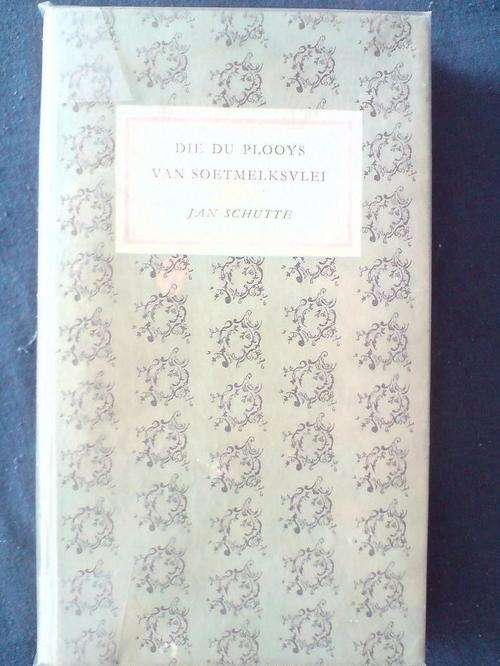 DIE DU PLOOYS
VAN SOETMELKSVLEI
JAN SCHUTTE